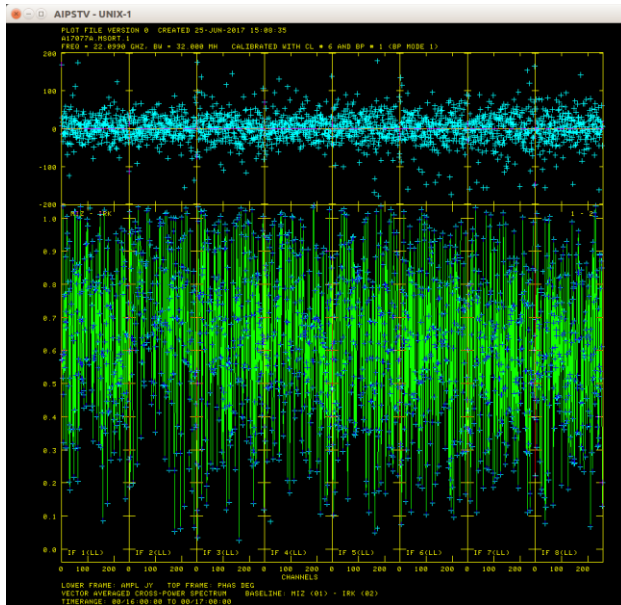 AIPSTV - UNIX-1
PLOT FILE VERSION 0 CREATED 25-JUN-2017 15:08:35
A17077A.MSORT.1
FREQ = 22.0990 GHZ, BW = 32.000 MH CALIBRATED WITH CL * 6 AND BP * 1 (BP MODE 1)
200
100
0
-100
-200
MIZ - IRK 1 - 2
1.0
0.9
0.8
0.7
0.6
0.5
0.4
0.3
0.2
0.1
0.0
IF 1(LL) IF 2(LL) IF 3(LL) IF 4(LL) IF 5(LL) IF 6(LL) IF 7(LL) IF 8(LL)
0 100 200 0 100 200 0 100 200 0 100 200 0 100 200 0 100 200 0 100 200 0 100 200
CHANNELS
LOWER FRAME: AMPL JY TOP FRAME: PHAS DEG
VECTOR AVERAGED CROSS-POWER SPECTRUM BASELINE: MIZ (01) - IRK (02)
TIMERANGE: 00/16:00:00 TO 00/17:00:00